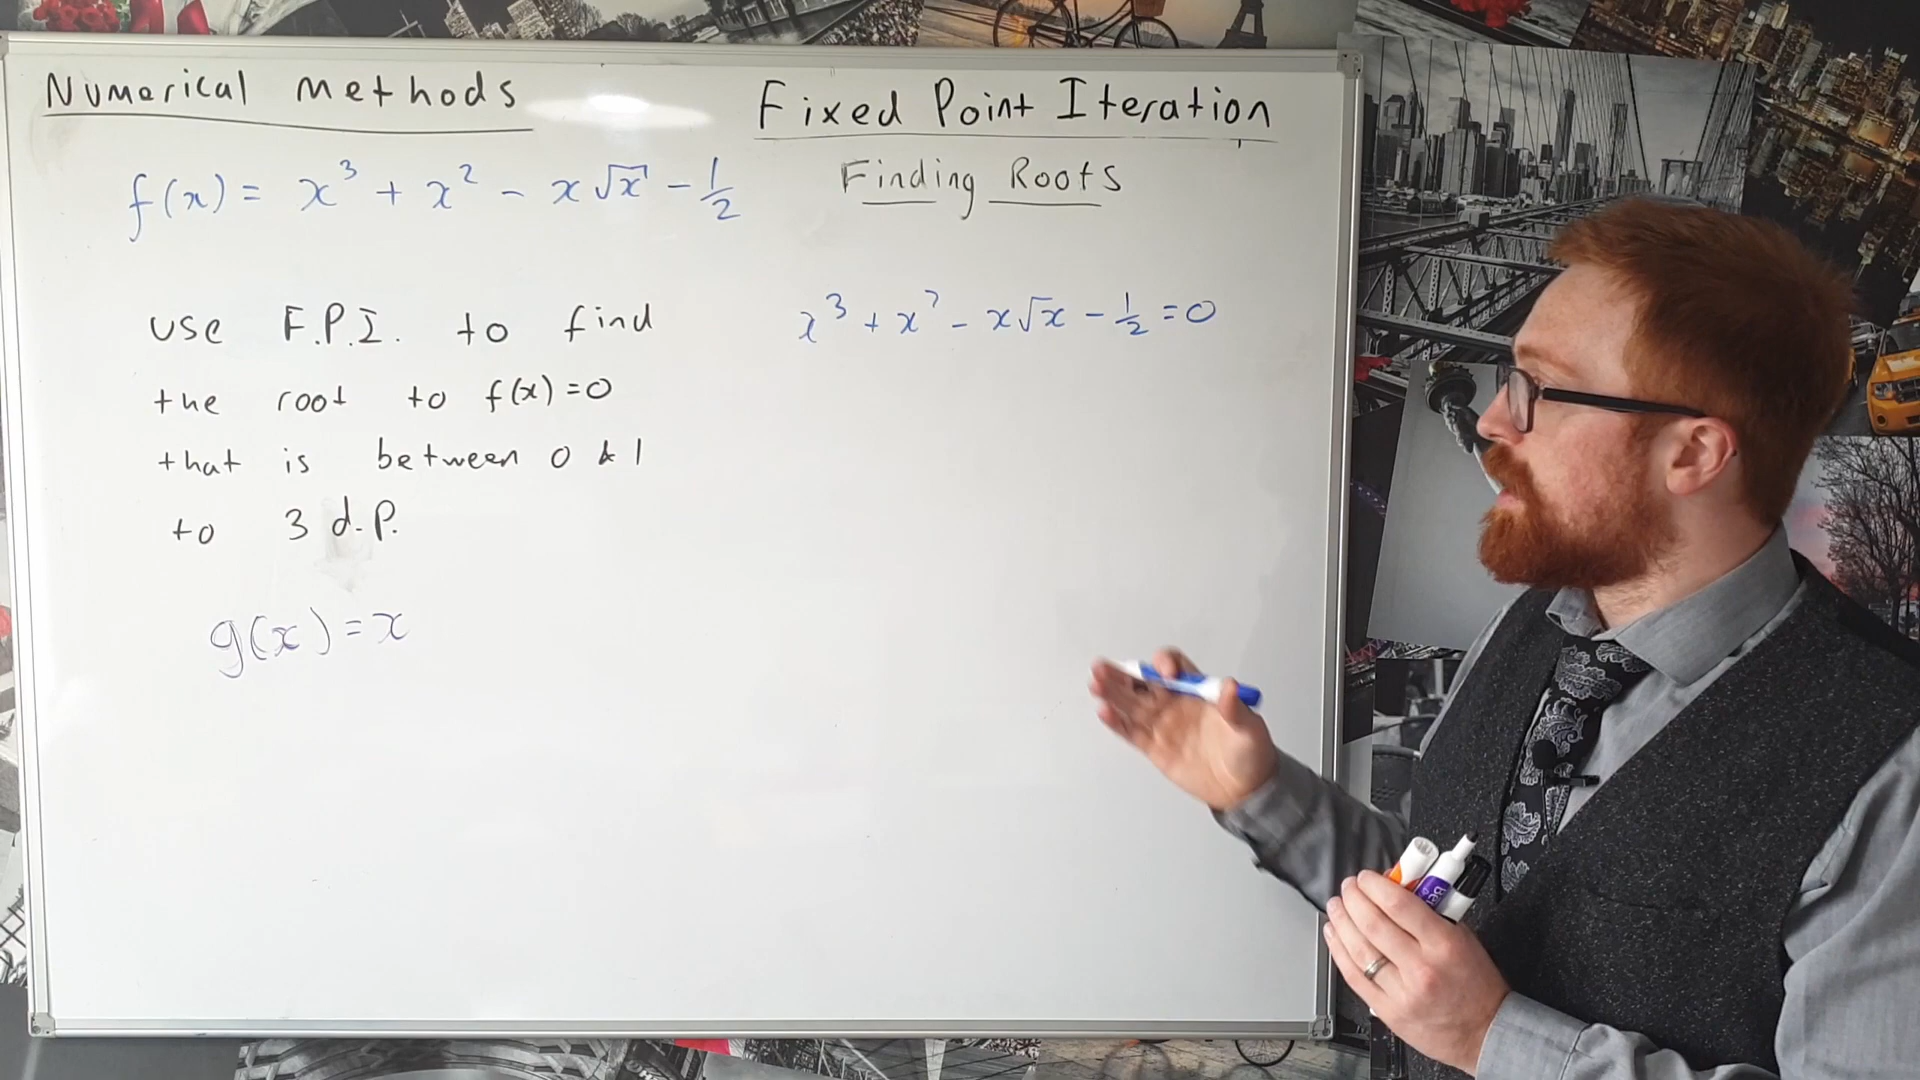 Numerical methods
Fixed Point Iteration
Finding Roots
f(x) = x³ + x² - x√x - 1/2
use F.P.I. to find
the root to f(x)=0
that is between 0 & 1
to 3 d.p.
g(x)=x
x³ + x² - x√x - 1/2 = 0